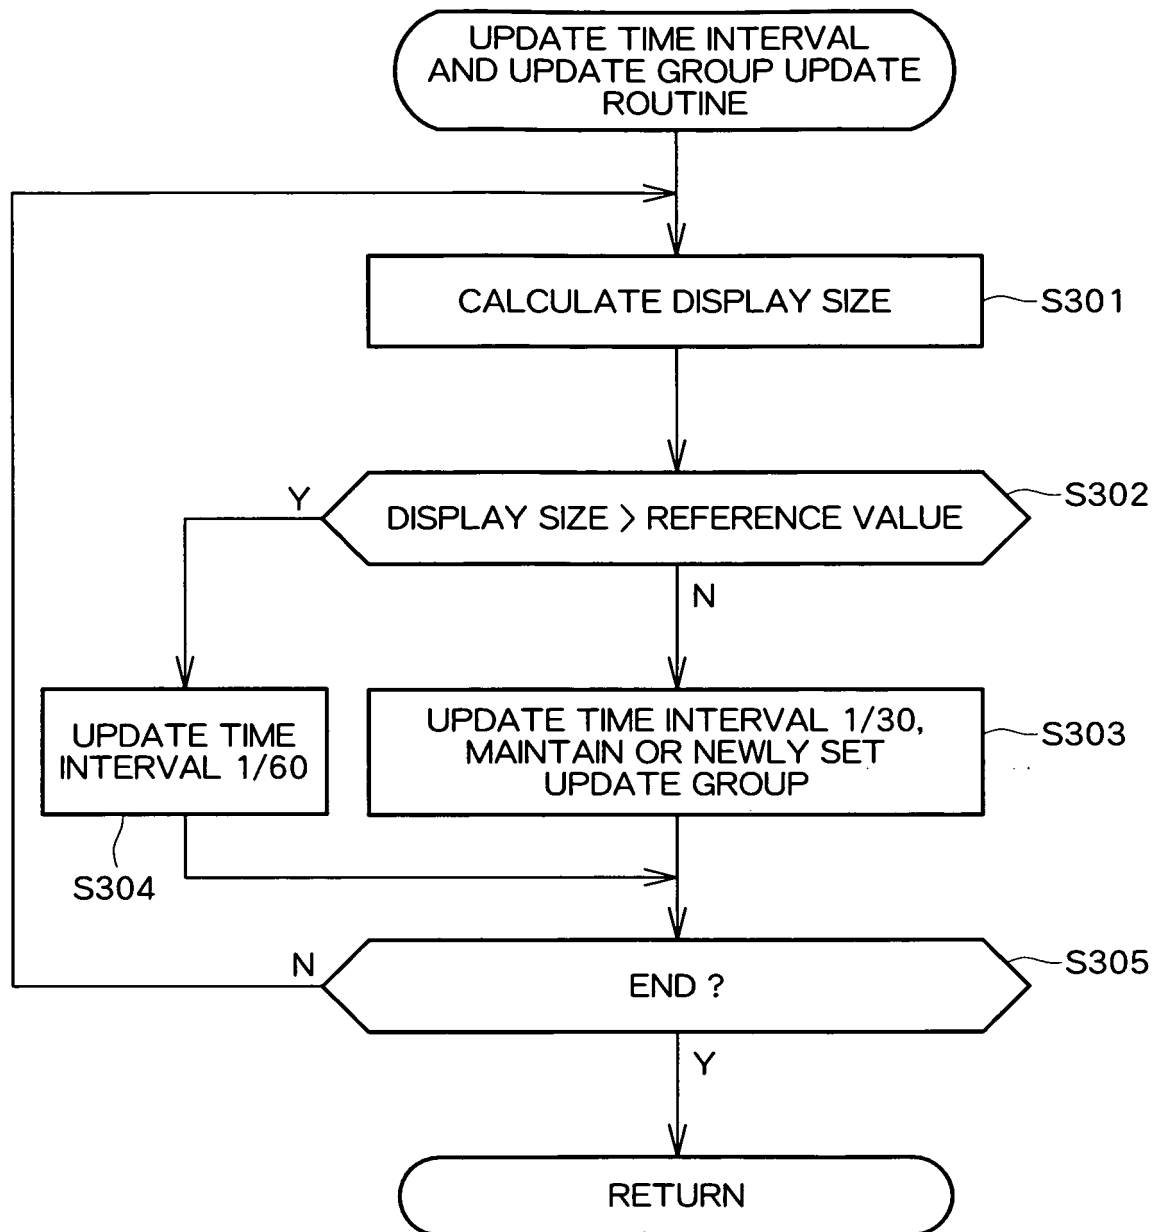 UPDATE TIME INTERVAL
AND UPDATE GROUP UPDATE
ROUTINE
CALCULATE DISPLAY SIZE
S301
DISPLAY SIZE > REFERENCE VALUE
S302
Y
N
UPDATE TIME
INTERVAL 1/60
S304
UPDATE TIME INTERVAL 1/30,
MAINTAIN OR NEWLY SET
UPDATE GROUP
S303
END ?
S305
N
Y
RETURN